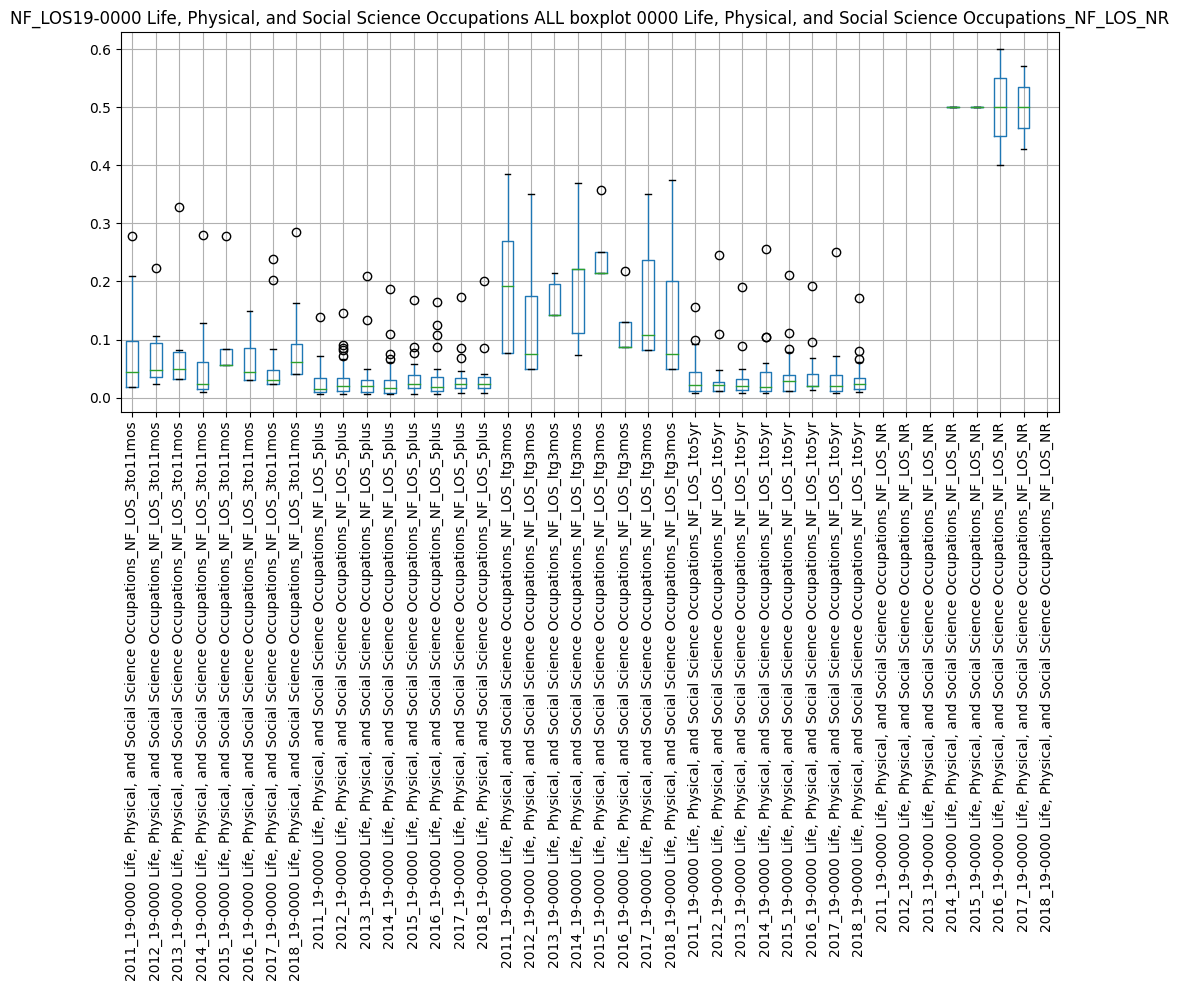 NF_LOS19-0000 Life, Physical, and Social Science Occupations ALL boxplot 0000 Life, Physical, and Social Science Occupations_NF_LOS_NR
0.6
0.5
0.4
0.3
0.2
0.1
0.0
2011_19-0000 Life, Physical, and Social Science Occupations_NF_LOS_3to11mos
2012_19-0000 Life, Physical, and Social Science Occupations_NF_LOS_3to11mos
2013_19-0000 Life, Physical, and Social Science Occupations_NF_LOS_3to11mos
2014_19-0000 Life, Physical, and Social Science Occupations_NF_LOS_3to11mos
2015_19-0000 Life, Physical, and Social Science Occupations_NF_LOS_3to11mos
2016_19-0000 Life, Physical, and Social Science Occupations_NF_LOS_3to11mos
2017_19-0000 Life, Physical, and Social Science Occupations_NF_LOS_3to11mos
2018_19-0000 Life, Physical, and Social Science Occupations_NF_LOS_3to11mos
2011_19-0000 Life, Physical, and Social Science Occupations_NF_LOS_5plus
2012_19-0000 Life, Physical, and Social Science Occupations_NF_LOS_5plus
2013_19-0000 Life, Physical, and Social Science Occupations_NF_LOS_5plus
2014_19-0000 Life, Physical, and Social Science Occupations_NF_LOS_5plus
2015_19-0000 Life, Physical, and Social Science Occupations_NF_LOS_5plus
2016_19-0000 Life, Physical, and Social Science Occupations_NF_LOS_5plus
2017_19-0000 Life, Physical, and Social Science Occupations_NF_LOS_5plus
2018_19-0000 Life, Physical, and Social Science Occupations_NF_LOS_5plus
2011_19-0000 Life, Physical, and Social Science Occupations_NF_LOS_ltg3mos
2012_19-0000 Life, Physical, and Social Science Occupations_NF_LOS_ltg3mos
2013_19-0000 Life, Physical, and Social Science Occupations_NF_LOS_ltg3mos
2014_19-0000 Life, Physical, and Social Science Occupations_NF_LOS_ltg3mos
2015_19-0000 Life, Physical, and Social Science Occupations_NF_LOS_ltg3mos
2016_19-0000 Life, Physical, and Social Science Occupations_NF_LOS_ltg3mos
2017_19-0000 Life, Physical, and Social Science Occupations_NF_LOS_ltg3mos
2018_19-0000 Life, Physical, and Social Science Occupations_NF_LOS_ltg3mos
2011_19-0000 Life, Physical, and Social Science Occupations_NF_LOS_1to5yr
2012_19-0000 Life, Physical, and Social Science Occupations_NF_LOS_1to5yr
2013_19-0000 Life, Physical, and Social Science Occupations_NF_LOS_1to5yr
2014_19-0000 Life, Physical, and Social Science Occupations_NF_LOS_1to5yr
2015_19-0000 Life, Physical, and Social Science Occupations_NF_LOS_1to5yr
2016_19-0000 Life, Physical, and Social Science Occupations_NF_LOS_1to5yr
2017_19-0000 Life, Physical, and Social Science Occupations_NF_LOS_1to5yr
2018_19-0000 Life, Physical, and Social Science Occupations_NF_LOS_1to5yr
2011_19-0000 Life, Physical, and Social Science Occupations_NF_LOS_NR
2012_19-0000 Life, Physical, and Social Science Occupations_NF_LOS_NR
2013_19-0000 Life, Physical, and Social Science Occupations_NF_LOS_NR
2014_19-0000 Life, Physical, and Social Science Occupations_NF_LOS_NR
2015_19-0000 Life, Physical, and Social Science Occupations_NF_LOS_NR
2016_19-0000 Life, Physical, and Social Science Occupations_NF_LOS_NR
2017_19-0000 Life, Physical, and Social Science Occupations_NF_LOS_NR
2018_19-0000 Life, Physical, and Social Science Occupations_NF_LOS_NR